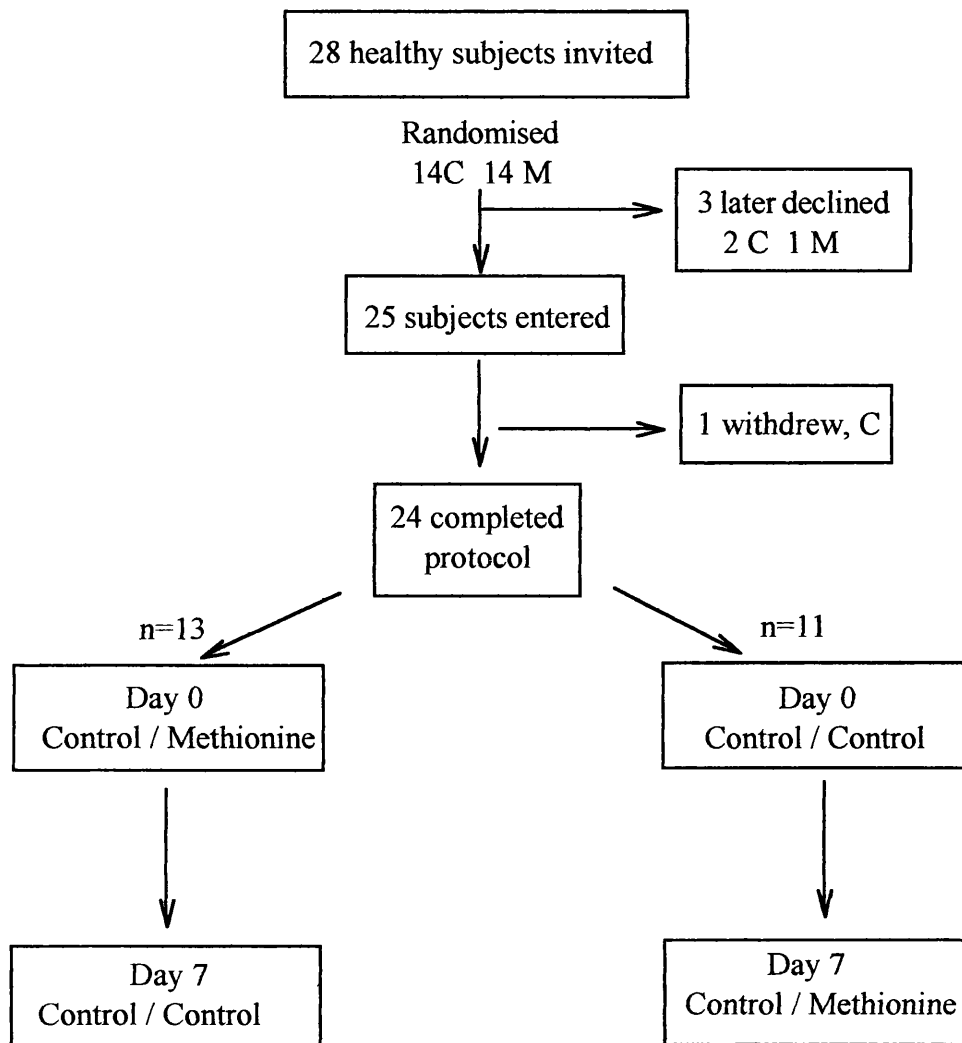 28 healthy subjects invited
Randomised
14C 14 M
3 later declined
2 C 1 M
25 subjects entered
1 withdrew, C
24 completed
protocol
n=13
n=11
Day 0
Control / Methionine
Day 0
Control / Control
Day 7
Control / Control
Day 7
Control / Methionine